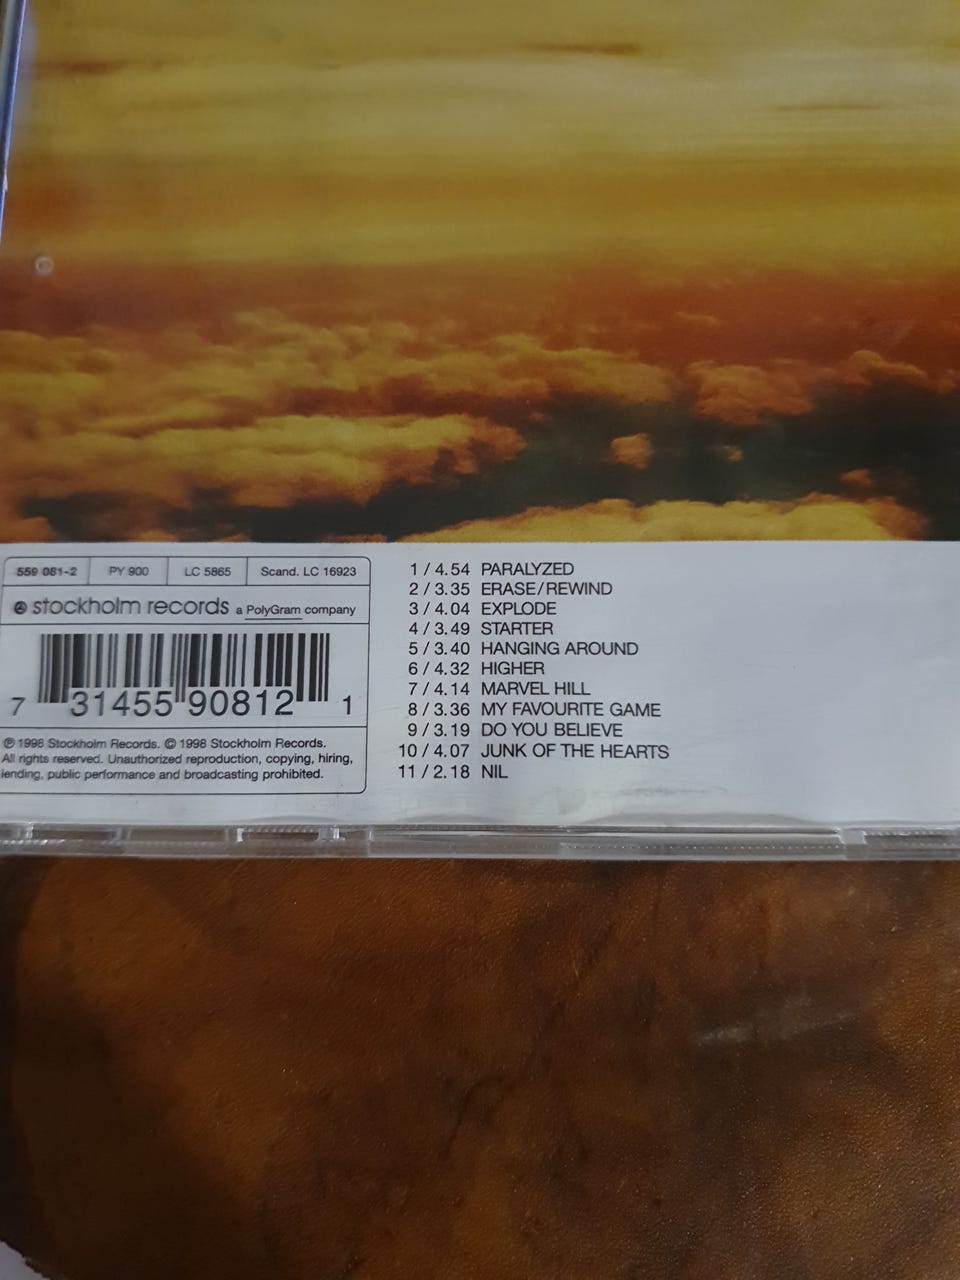 559 081-2 PY 900 LC 5865 Scand. LC 16923
stockholm records a PolyGram company
7 31455 90812 1
℗ 1998 Stockholm Records. © 1998 Stockholm Records.
All rights reserved. Unauthorized reproduction, copying, hiring,
lending, public performance and broadcasting prohibited.
1 / 4.54 PARALYZED
2 / 3.35 ERASE/REWIND
3 / 4.04 EXPLODE
4 / 3.49 STARTER
5 / 3.40 HANGING AROUND
6 / 4.32 HIGHER
7 / 4.14 MARVEL HILL
8 / 3.36 MY FAVOURITE GAME
9 / 3.19 DO YOU BELIEVE
10 / 4.07 JUNK OF THE HEARTS
11 / 2.18 NIL